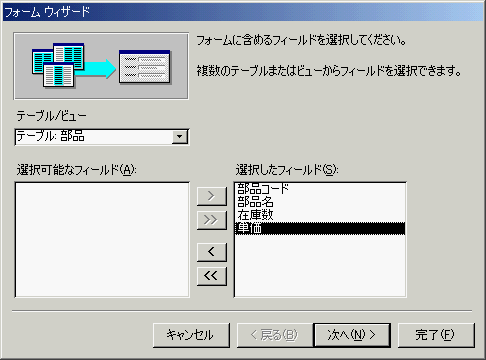 フォーム ウィザード
フォームに含めるフィールドを選択してください。
複数のテーブルまたはビューからフィールドを選択できます。
テーブル/ビュー
テーブル: 部品
選択可能なフィールド(A):
選択したフィールド(S):
部品コード
部品名
在庫数
単価
>
>>
<
<<
キャンセル
< 戻る(B)
次へ(N) >
完了(F)